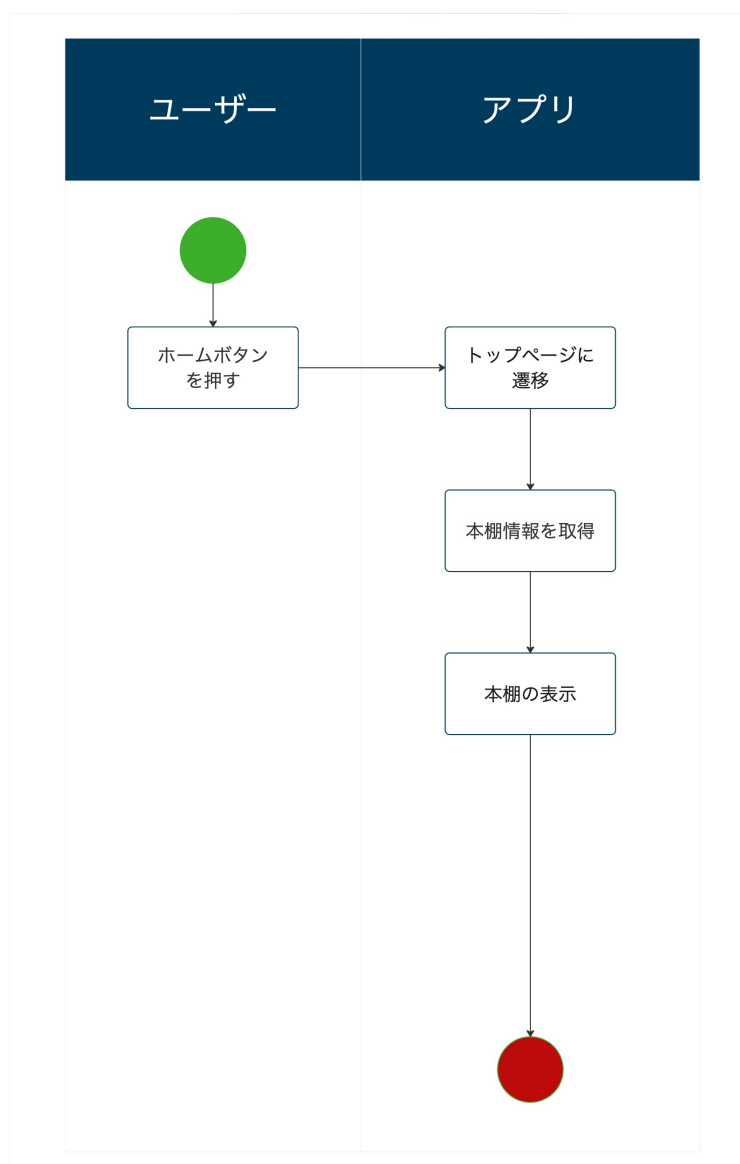 ユーザー
アプリ
ホームボタン
を押す
トップページに
遷移
本棚情報を取得
本棚の表示